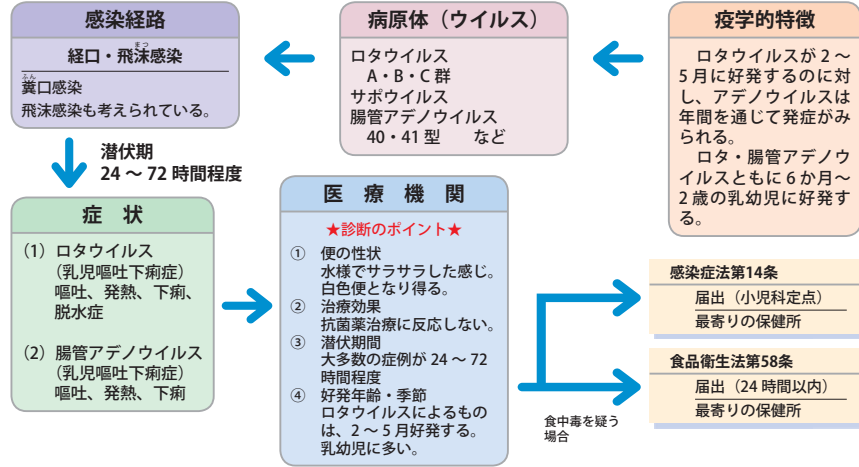 感染経路
経口・飛沫感染
まつ
糞口感染
ふん
飛沫感染も考えられている。
病原体（ウイルス）
ロタウイルス
A・B・C 群
サポウイルス
腸管アデノウイルス
40・41 型　など
疫学的特徴
ロタウイルスが 2 ～
5 月に好発するのに対
し、アデノウイルスは
年間を通じて発症がみ
られる。
ロタ・腸管アデノウ
イルスともに 6 か月～
2 歳の乳幼児に好発す
る。
潜伏期
24 ～ 72 時間程度
症　状
（1）ロタウイルス
（乳児嘔吐下痢症）
嘔吐、発熱、下痢、
脱水症
（2）腸管アデノウイルス
（乳児嘔吐下痢症）
嘔吐、発熱、下痢
医　療　機　関
★診断のポイント★
①　便の性状
水様でサラサラした感じ。
白色便となり得る。
②　治療効果
抗菌薬治療に反応しない。
③　潜伏期間
大多数の症例が 24 ～ 72
時間程度
④　好発年齢・季節
ロタウイルスによるもの
は、2 ～ 5 月好発する。
乳幼児に多い。
感染症法第14条
届出（小児科定点）
最寄りの保健所
食品衛生法第58条
届出（24 時間以内）
最寄りの保健所
食中毒を疑う
場合